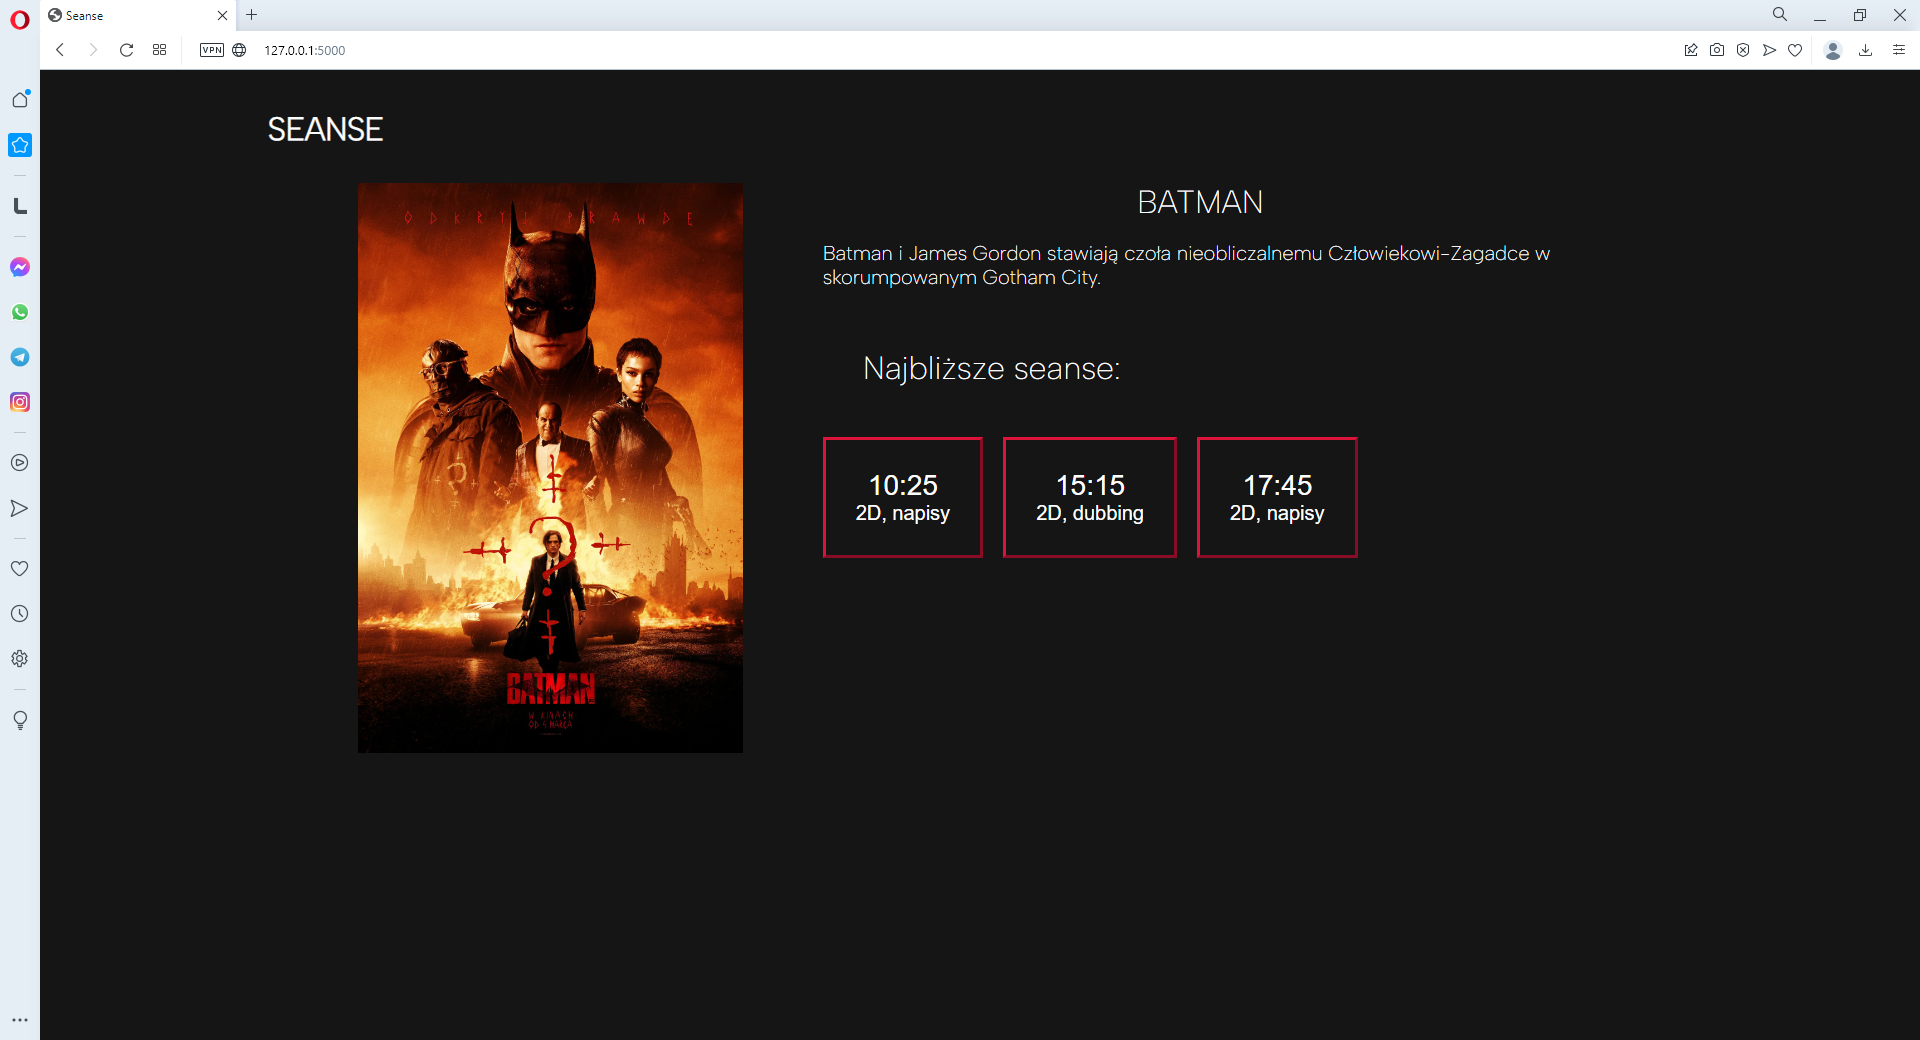 Seanse
VPN
127.0.0.1:5000
SEANSE
ODKRYJ PRAWDĘ
BATMAN
W KINACH
OD 4 MARCA
BATMAN
Batman i James Gordon stawiają czoła nieobliczalnemu Człowiekowi-Zagadce w
skorumpowanym Gotham City.
Najbliższe seanse:
10:25
2D, napisy
15:15
2D, dubbing
17:45
2D, napisy